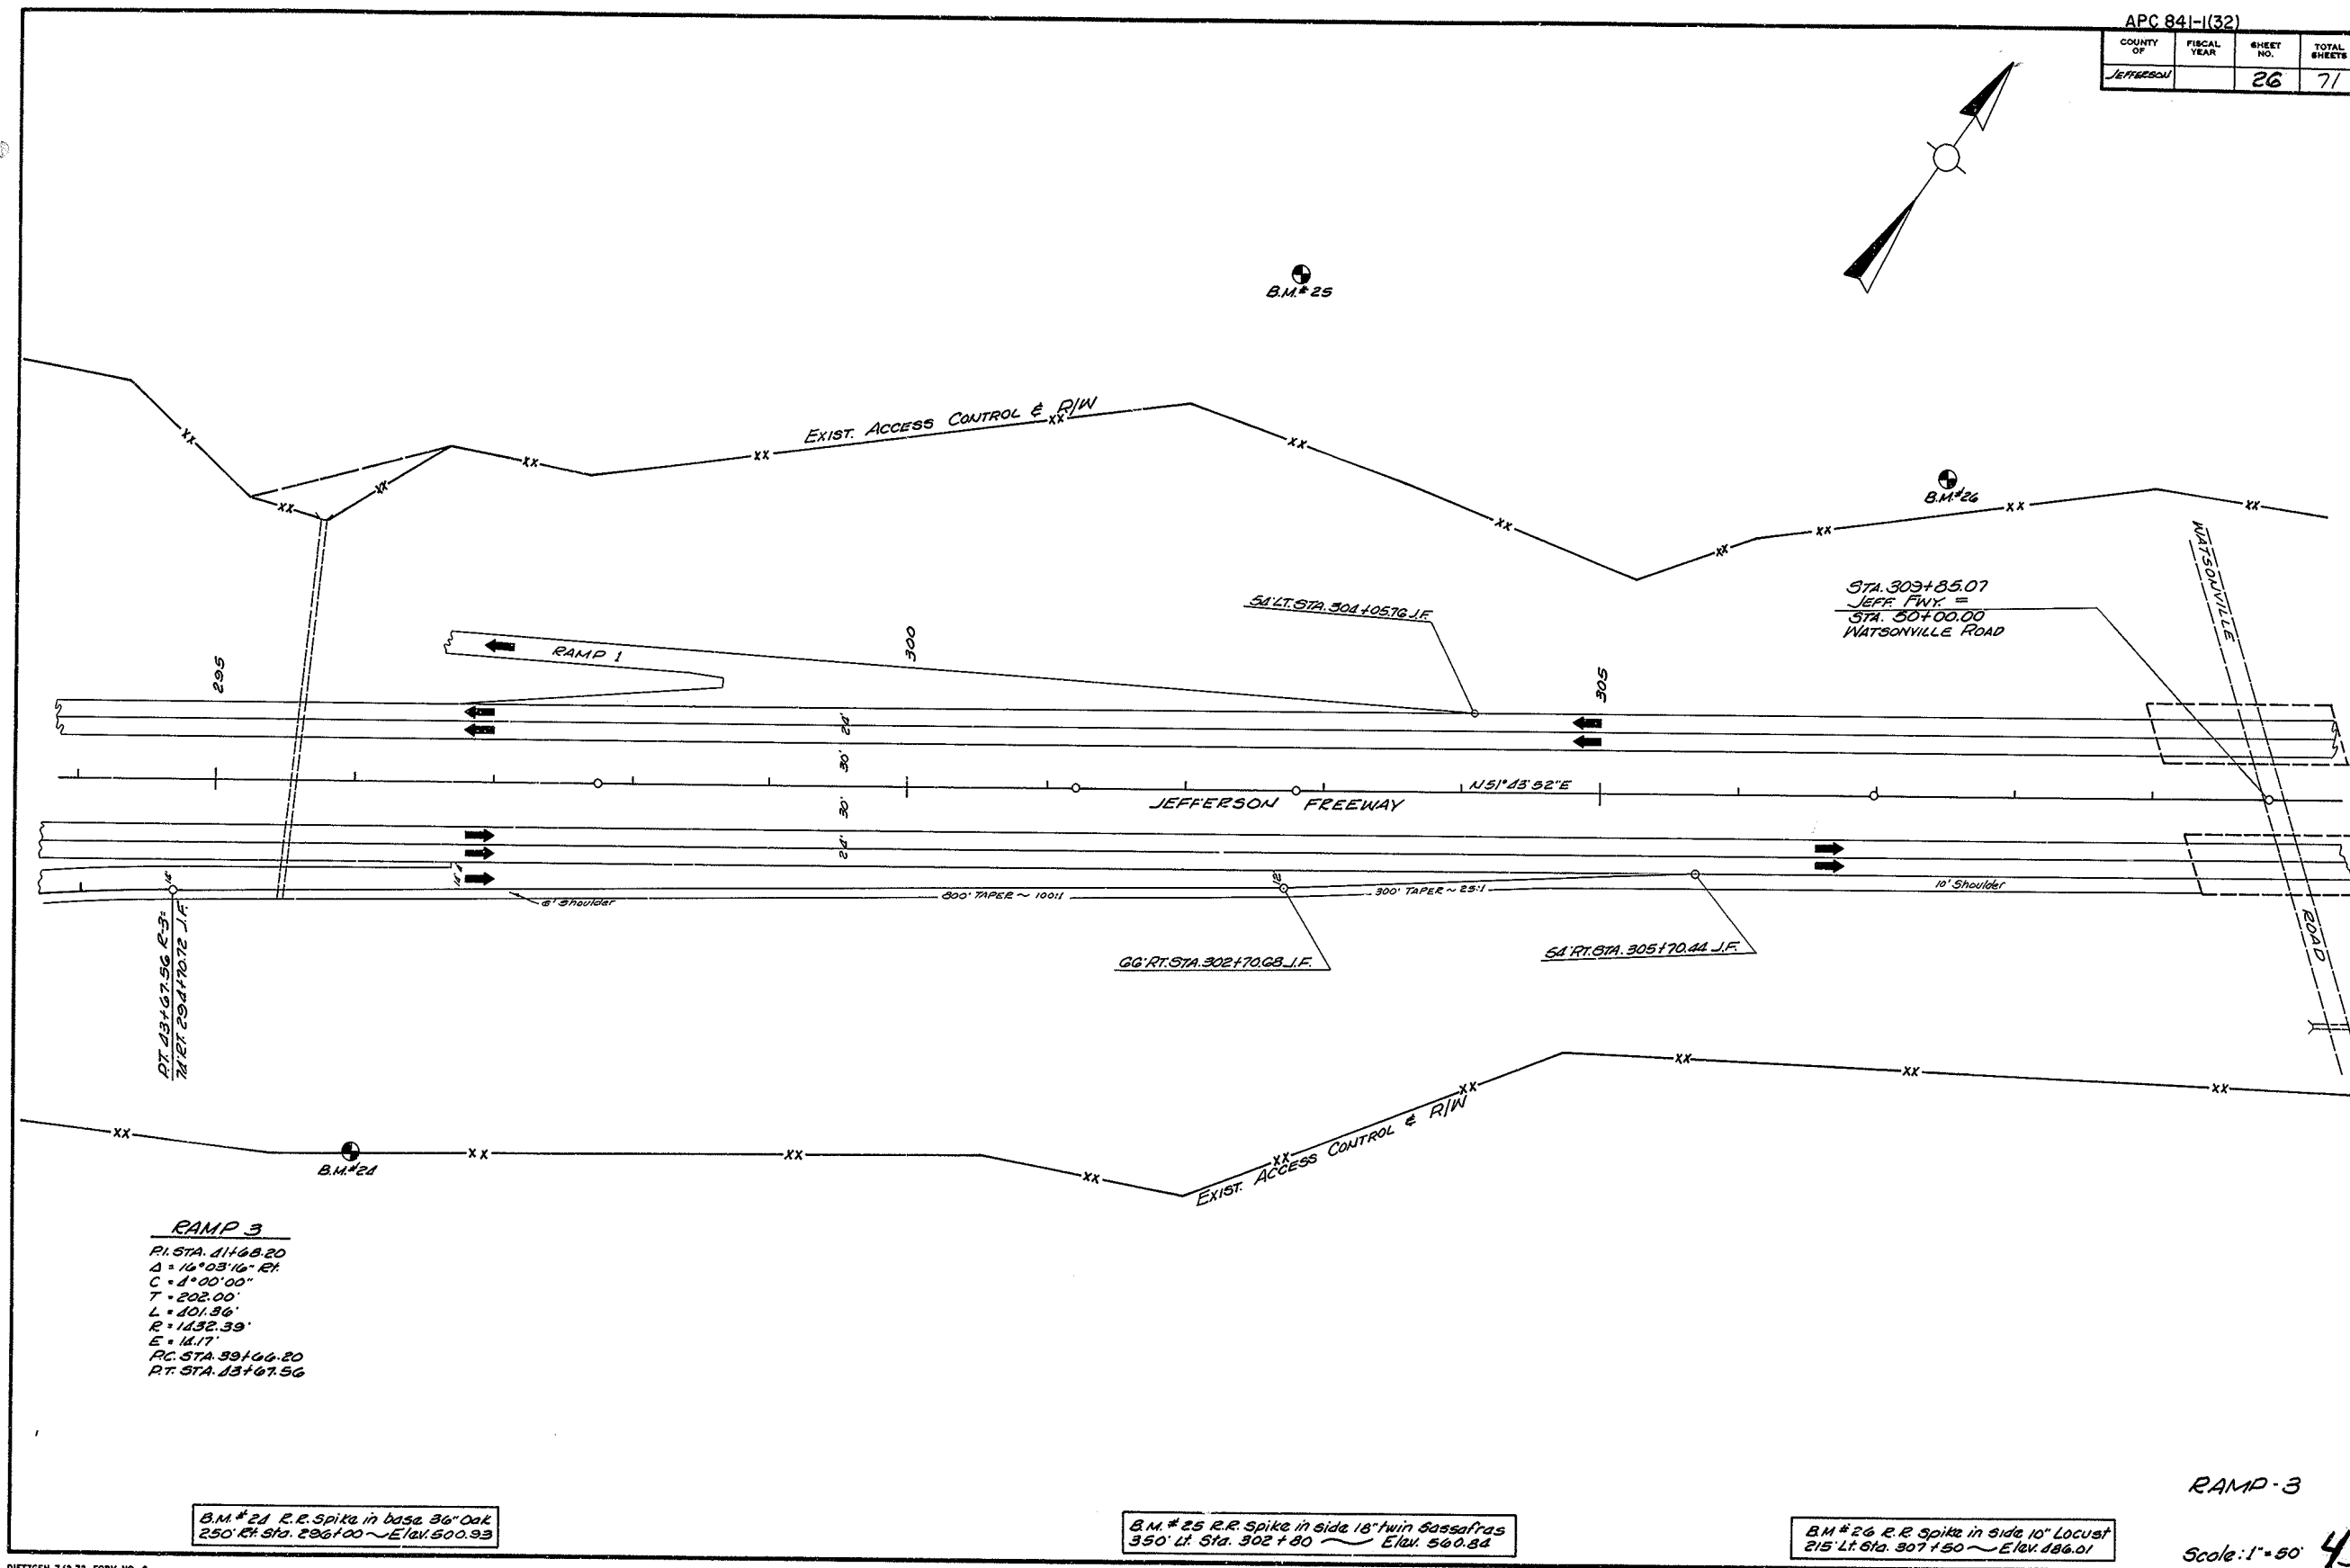 APC 841-1(32)
COUNTY OF
FISCAL YEAR
SHEET NO.
TOTAL SHEETS
JEFFERSON
26
71
B.M.#25
EXIST. ACCESS CONTROL & R/W
B.M.#26
WATSONVILLE
STA. 309+85.07
JEFF. FWY. =
STA. 50+00.00
WATSONVILLE ROAD
54' LT. STA. 304+05.76 J.F.
RAMP 1
295
300
305
24'
30'
N 51° 43' 52" E
JEFFERSON FREEWAY
30'
24'
16'
14'
12'
6' Shoulder
800' TAPER ~ 100:1
300' TAPER ~ 25:1
10' Shoulder
ROAD
P.T. 43+67.56 R-3=
74' RT. 294+70.72 J.F.
66' RT. STA. 302+70.68 J.F.
54' RT. STA. 305+70.44 J.F.
EXIST. ACCESS CONTROL & R/W
B.M.#24
RAMP 3
P.I. STA. 41+68.20
Δ = 16°03'16" Rt.
C = 4°00'00"
T = 202.00'
L = 401.36'
R = 1432.39'
E = 14.17'
P.C. STA. 39+66.20
P.T. STA. 43+67.56
RAMP-3
B.M.#24 R.R. Spike in base 36" Oak
250' Rt. Sta. 296+00 ~ Elev. 500.93
B.M.#25 R.R. Spike in side 18" twin Sassafras
350' Lt. Sta. 302+80 ~ Elev. 560.84
B.M#26 R.R. Spike in side 10" Locust
215' Lt. Sta. 307+50 ~ Elev. 486.01
Scale: 1"=50'